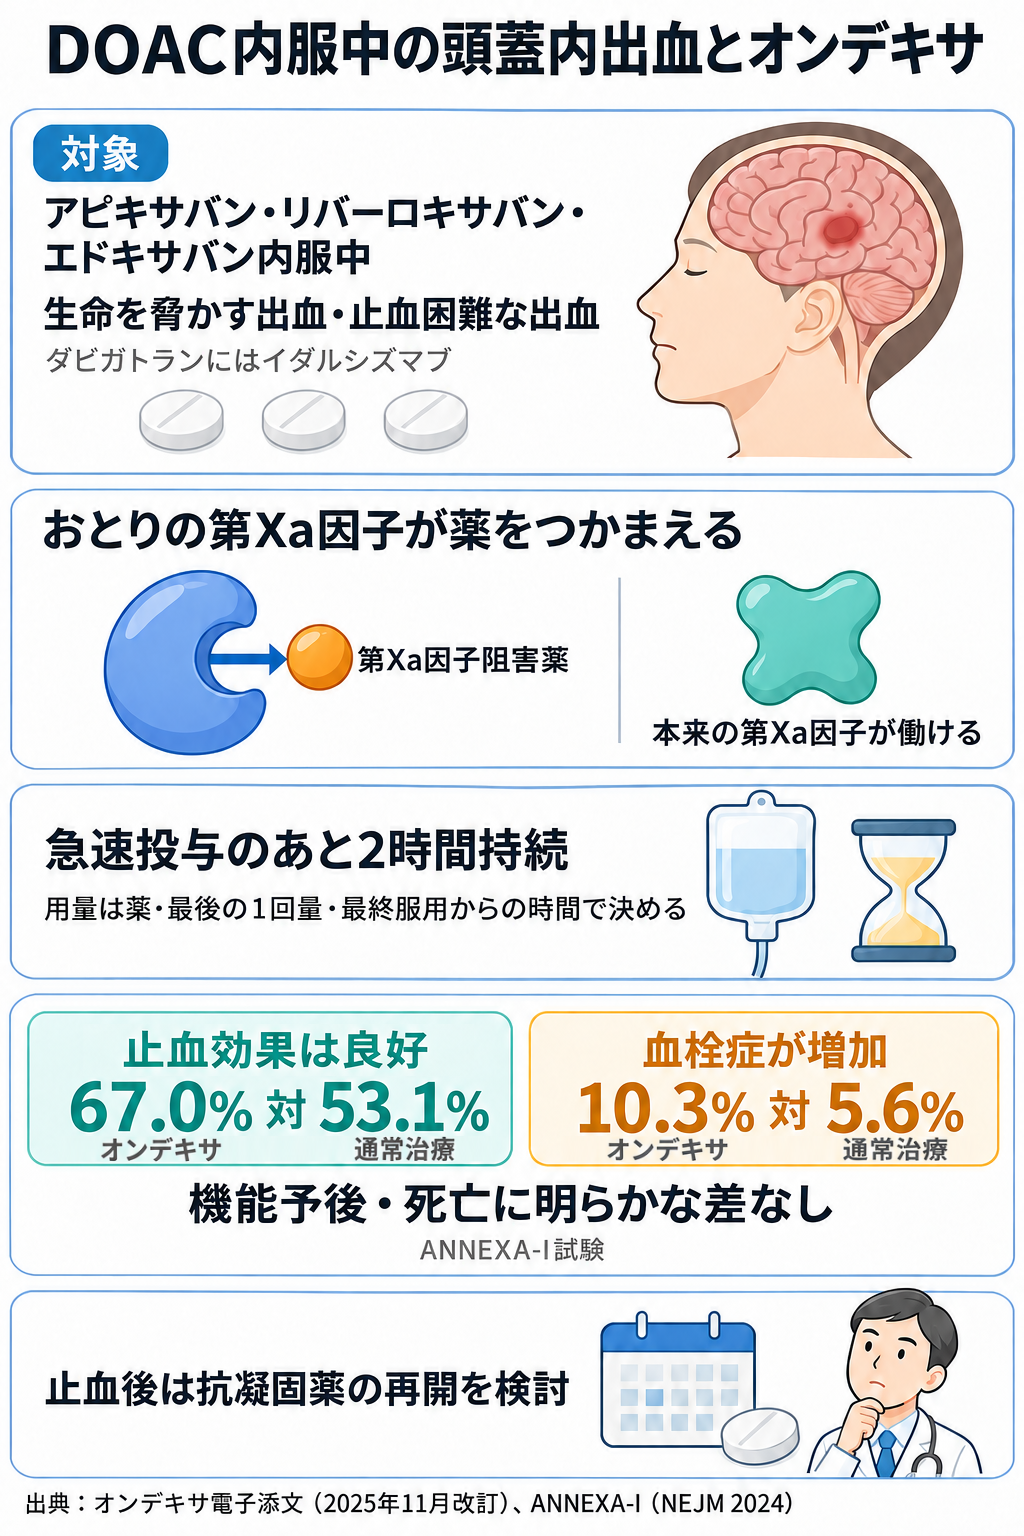 DOAC内服中の頭蓋内出血とオンデキサ
対象
アピキサバン・リバーロキサバン・
エドキサバン内服中
生命を脅かす出血・止血困難な出血
ダビガトランにはイダルシズマブ
おとりの第Xa因子が薬をつかまえる
第Xa因子阻害薬
本来の第Xa因子が働ける
急速投与のあと2時間持続
用量は薬・最後の1回量・最終服用からの時間で決める
止血効果は良好
67.0% 対 53.1%
オンデキサ 通常治療
血栓症が増加
10.3% 対 5.6%
オンデキサ 通常治療
機能予後・死亡に明らかな差なし
ANNEXA-I試験
止血後は抗凝固薬の再開を検討
出典：オンデキサ電子添文（2025年11月改訂）、ANNEXA-I（NEJM 2024）